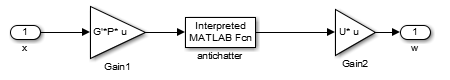 1
x
G'*P* u
Gain1
Interpreted
MATLAB Fcn
antichatter
U* u
Gain2
1
w